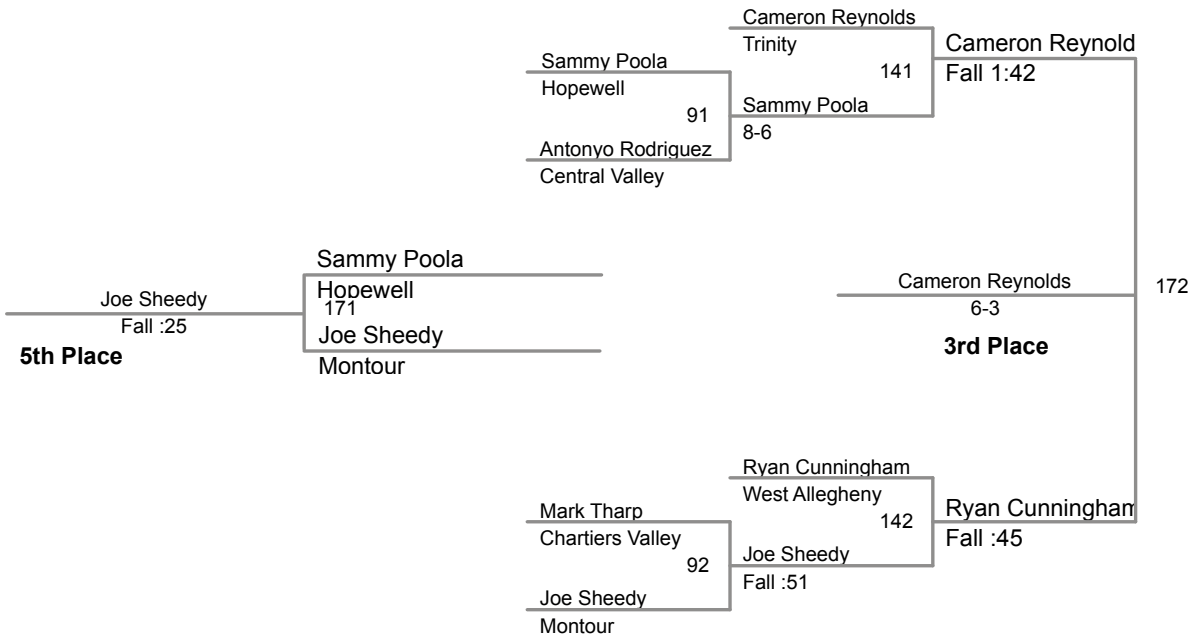 Cameron Reynolds
Trinity
141
Cameron Reynold
Fall 1:42
Sammy Poola
Hopewell
91
Sammy Poola
8-6
Antonyo Rodriguez
Central Valley
Sammy Poola
Hopewell
171
Joe Sheedy
Montour
Joe Sheedy
Fall :25
5th Place
Cameron Reynolds
6-3
3rd Place
172
Ryan Cunningham
West Allegheny
142
Ryan Cunningham
Fall :45
Mark Tharp
Chartiers Valley
92
Joe Sheedy
Fall :51
Joe Sheedy
Montour